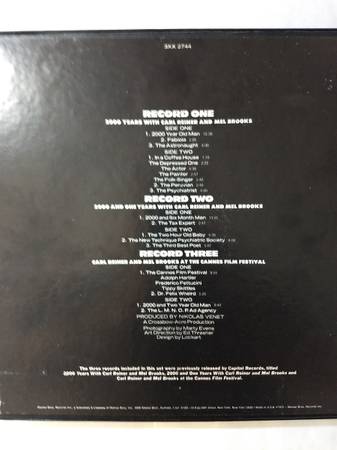 3XX 2744
RECORD ONE
2000 YEARS WITH CARL REINER AND MEL BROOKS
SIDE ONE
1. 2000 Year Old Man
2. Fabiola
3. The Astronaught
SIDE TWO
1. In a Coffee House
The Depressed One
The Actor
The Painter
The Folk-Singer
2. The Peruvian
3. The Psychiatrist
RECORD TWO
2000 AND ONE YEARS WITH CARL REINER AND MEL BROOKS
SIDE ONE
1. 2000 and Six Month Man
2. The Tax Expert
SIDE TWO
1. The Two Hour Old Baby
2. The New Technique Psychiatric Society
3. The Third Best Poet
RECORD THREE
CARL REINER AND MEL BROOKS AT THE CANNES FILM FESTIVAL
SIDE ONE
1. The Cannes Film Festival
Adolph Hartler
Frederico Fettucini
Tippy Skittles
2. Dr. Felix Wheird
SIDE TWO
1. 2000 and Two Year Old Man
2. The L. M. N. O. P. Ad Agency
PRODUCED BY NIKOLAS VENET
A Crossbow-Acre Production
Photography by Marty Evans
Art Direction by Ed Thrasher
Design by Lockart
The three records included in this set were previously released by Capitol Records, titled
2000 Years With Carl Reiner and Mel Brooks, 2000 and One Years With Carl Reiner and Mel Brooks and
Carl Reiner and Mel Brooks at the Cannes Film Festival.